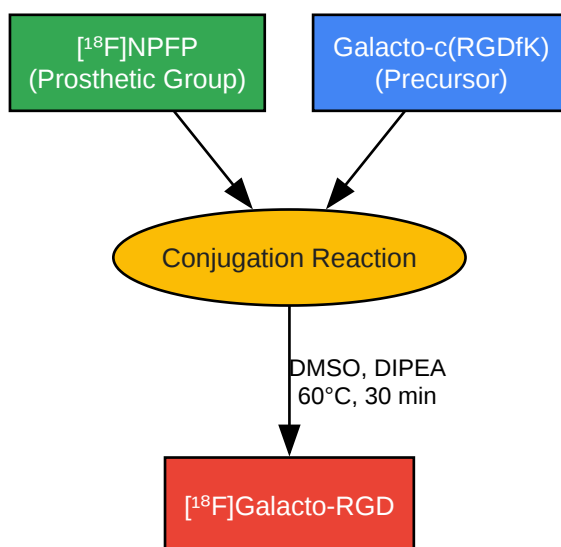 [¹⁸F]NPFP
(Prosthetic Group)
Galacto-c(RGDfK)
(Precursor)
Conjugation Reaction
DMSO, DIPEA
60°C, 30 min
[¹⁸F]Galacto-RGD